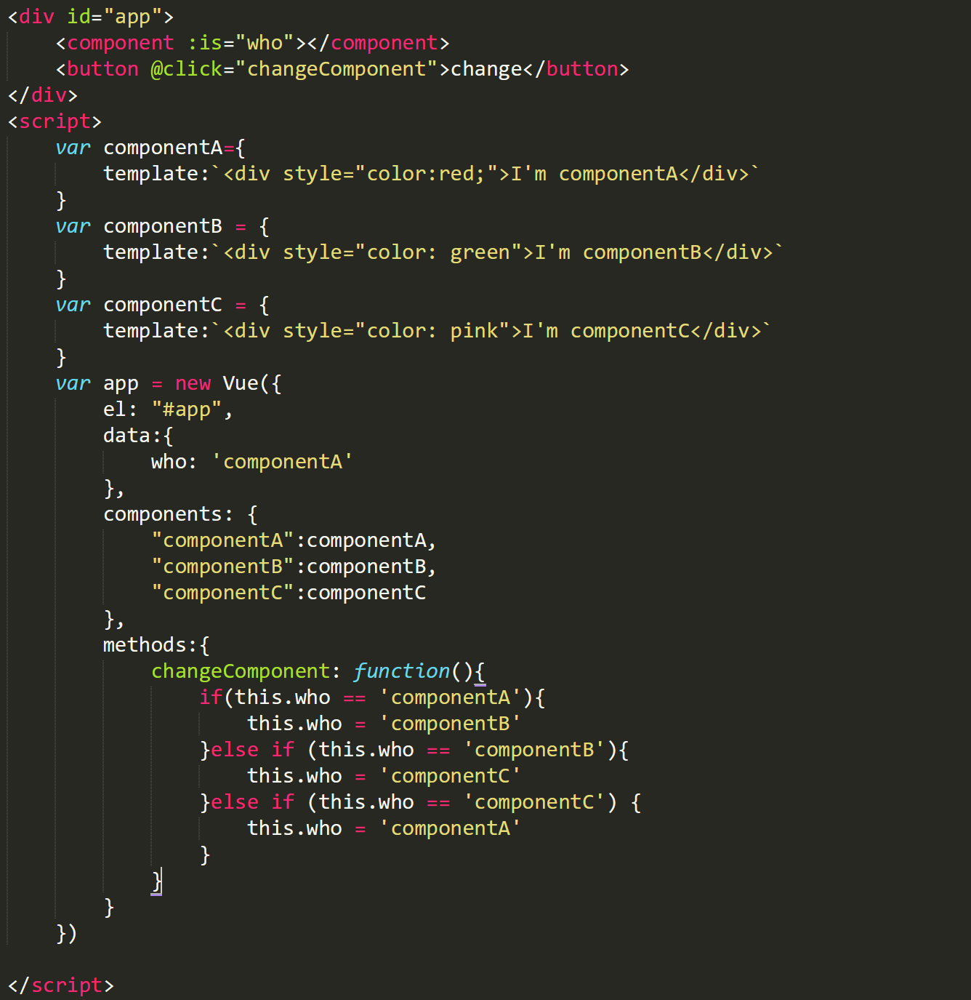 <div id="app">
    <component :is="who"></component>
    <button @click="changeComponent">change</button>
</div>
<script>
    var componentA={
        template:`<div style="color:red;">I'm componentA</div>`
    }
    var componentB = {
        template:`<div style="color: green">I'm componentB</div>`
    }
    var componentC = {
        template:`<div style="color: pink">I'm componentC</div>`
    }
    var app = new Vue({
        el: "#app",
        data:{
            who: 'componentA'
        },
        components: {
            "componentA":componentA,
            "componentB":componentB,
            "componentC":componentC
        },
        methods:{
            changeComponent: function(){
                if(this.who == 'componentA'){
                    this.who = 'componentB'
                }else if (this.who == 'componentB'){
                    this.who = 'componentC'
                }else if (this.who == 'componentC') {
                    this.who = 'componentA'
                }
            }
        }
    })
</script>